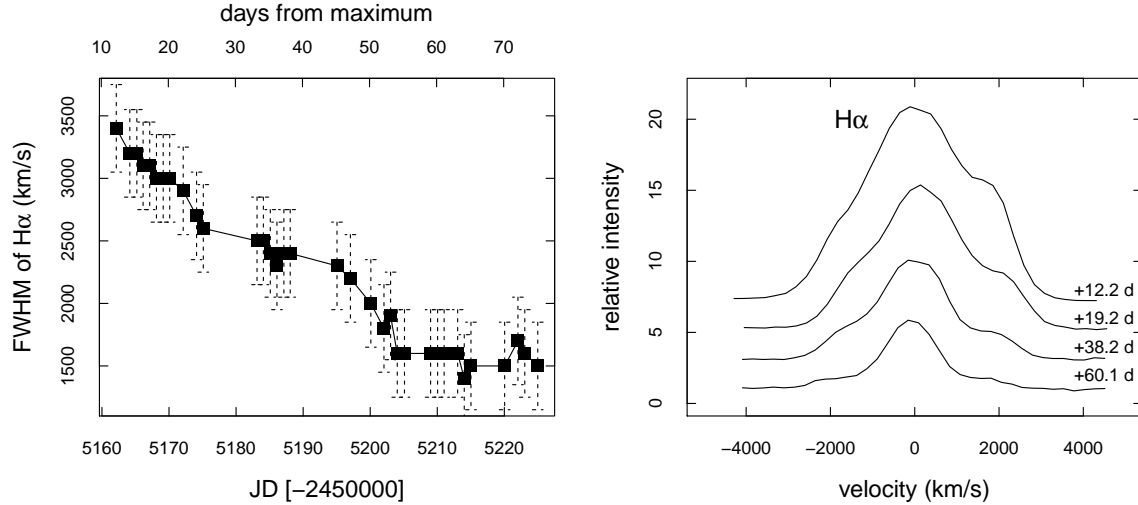 days from maximum
10 20 30 40 50 60 70
FWHM of Hα (km/s)
3500
3000
2500
2000
1500
5160 5170 5180 5190 5200 5210 5220
JD [−2450000]
relative intensity
20
15
10
5
0
Hα
+12.2 d
+19.2 d
+38.2 d
+60.1 d
−4000 −2000 0 2000 4000
velocity (km/s)